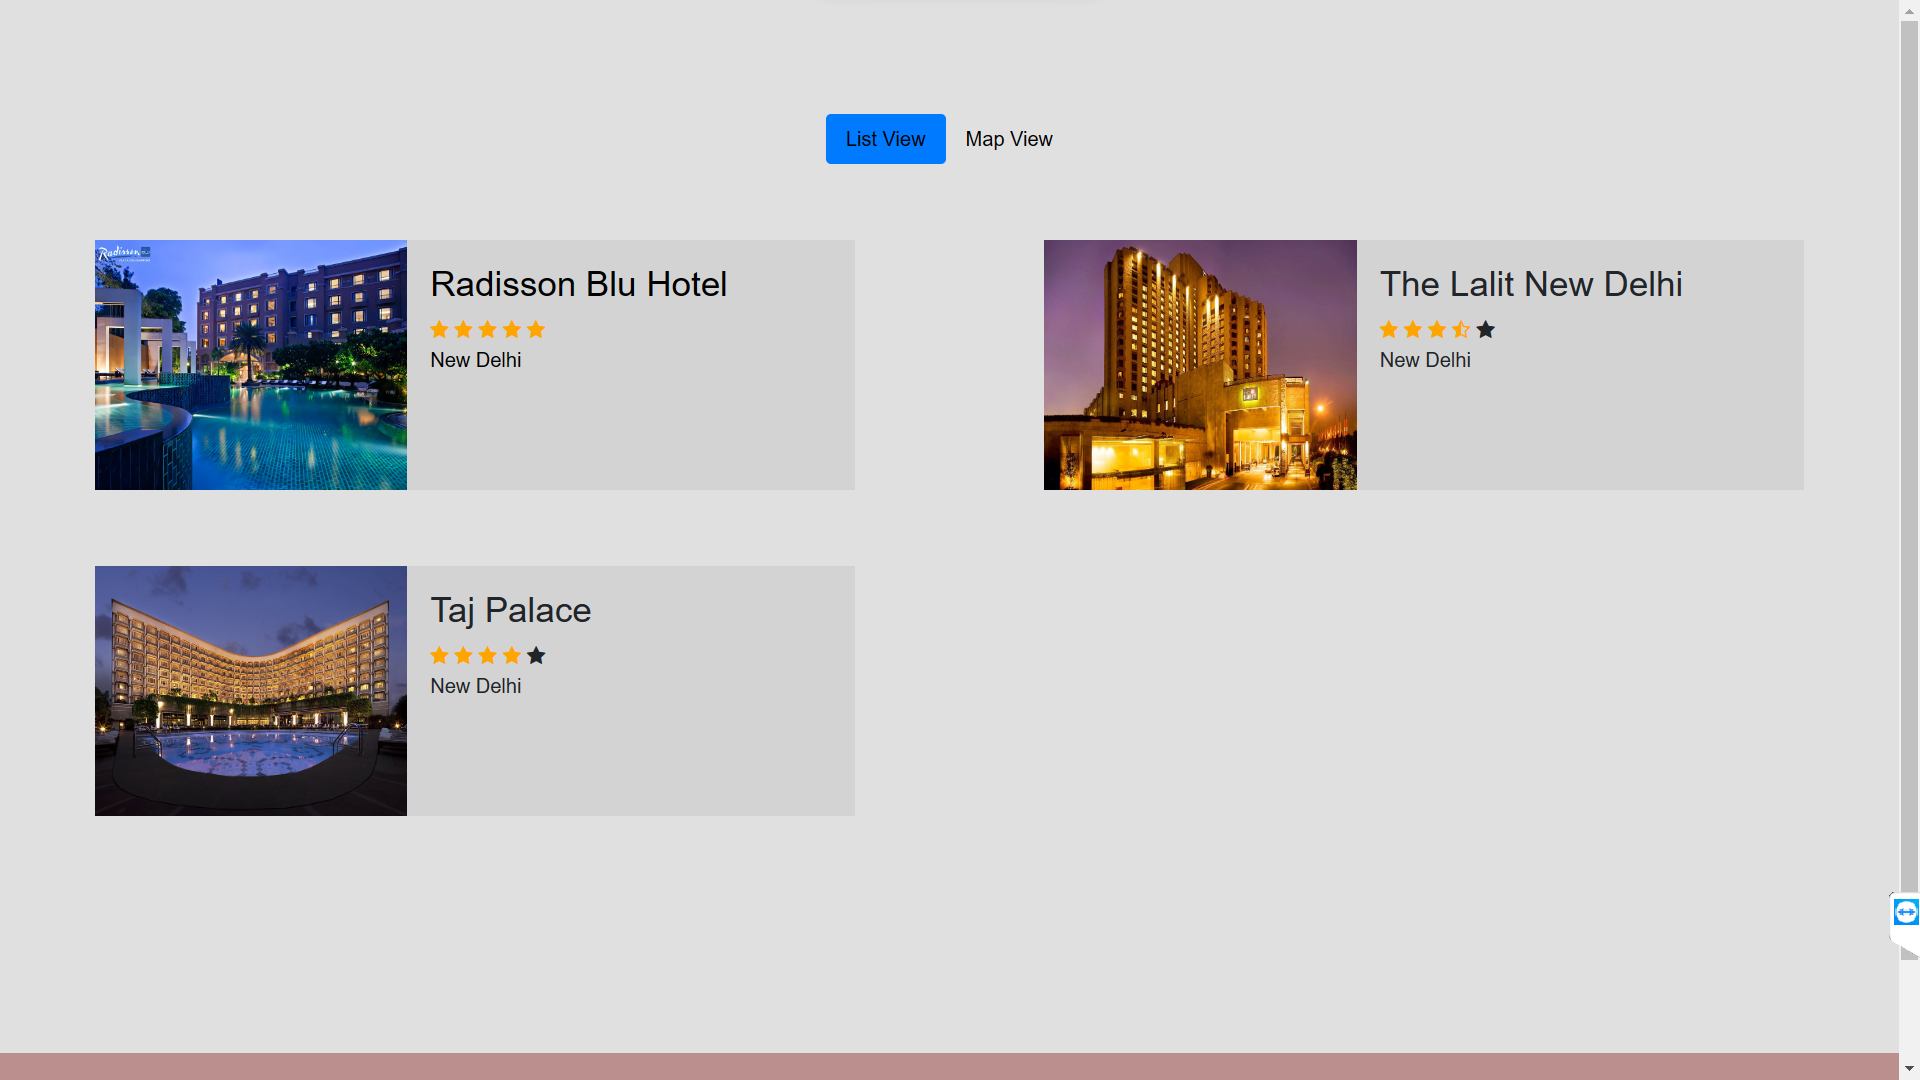 List View
Map View
Radisson
Radisson Blu Hotel
New Delhi
The Lalit New Delhi
New Delhi
Taj Palace
New Delhi